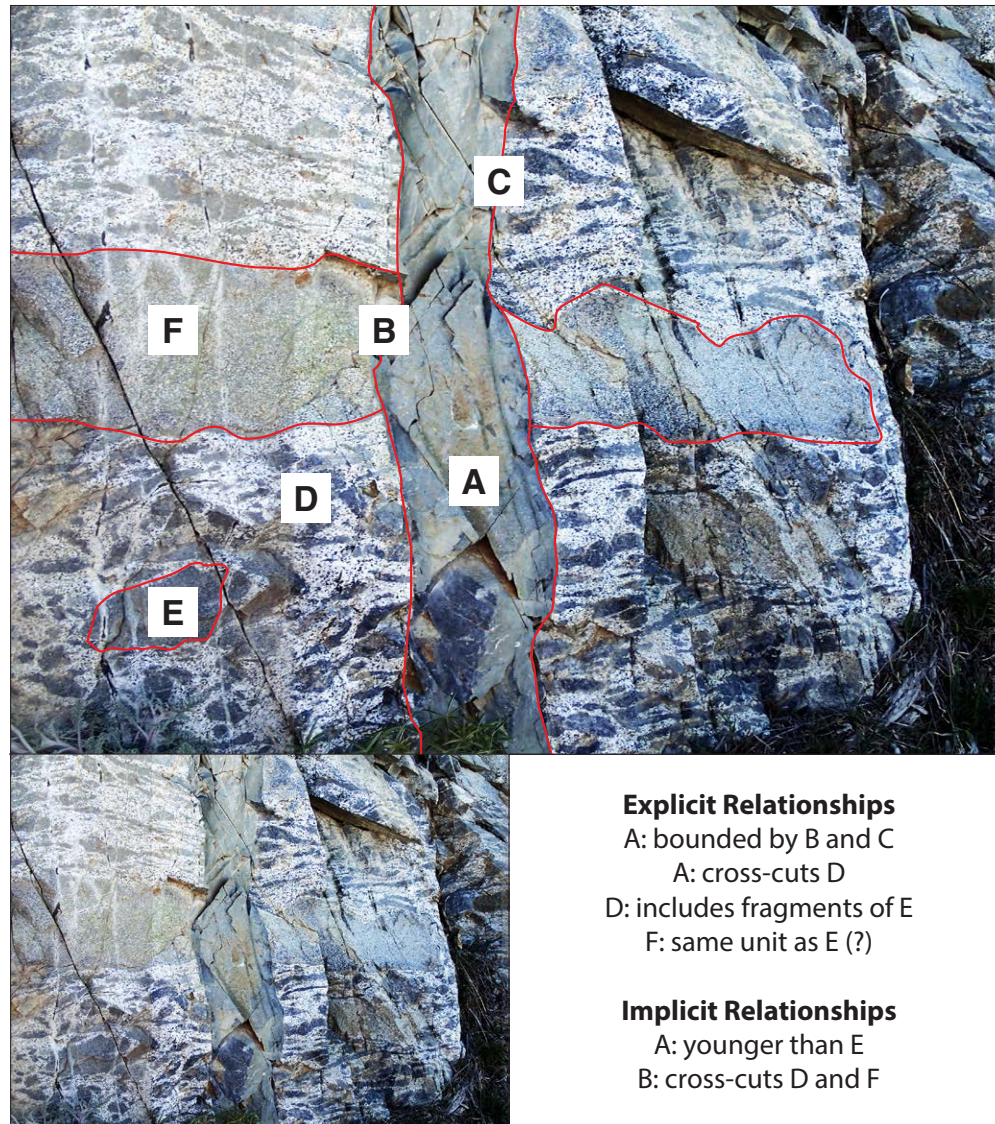 C
F
B
A
D
E
Explicit Relationships
A: bounded by B and C
A: cross-cuts D
D: includes fragments of E
F: same unit as E (?)
Implicit Relationships
A: younger than E
B: cross-cuts D and F